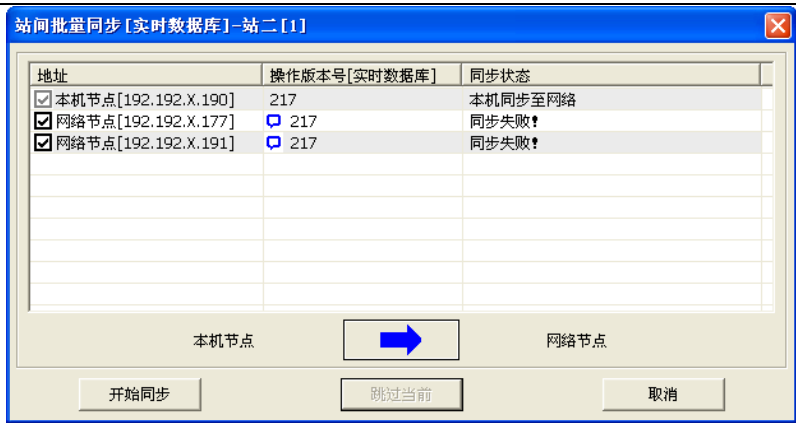 站间批量同步[实时数据库]-站二[1]
地址 操作版本号[实时数据库] 同步状态
本机节点[192.192.X.190] 217 本机同步至网络
网络节点[192.192.X.177] 217 同步失败!
网络节点[192.192.X.191] 217 同步失败!
本机节点 网络节点
开始同步 跳过当前 取消